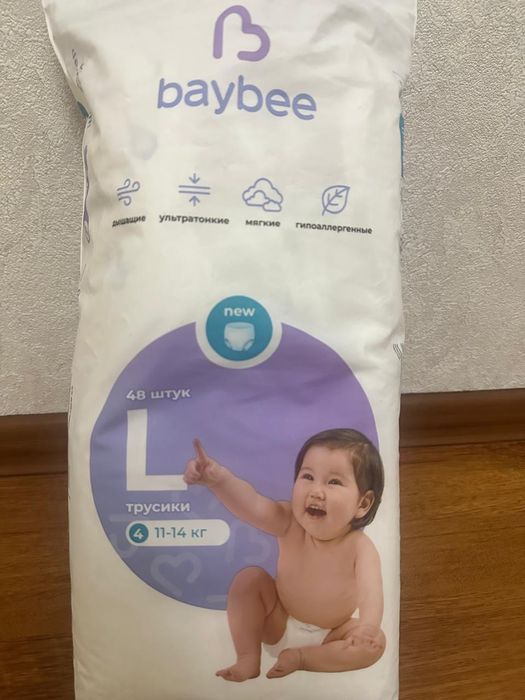 baybee
дышащие
ультратонкие
мягкие
гипоаллергенные
new
48 штук
L
трусики
4 11-14 кг